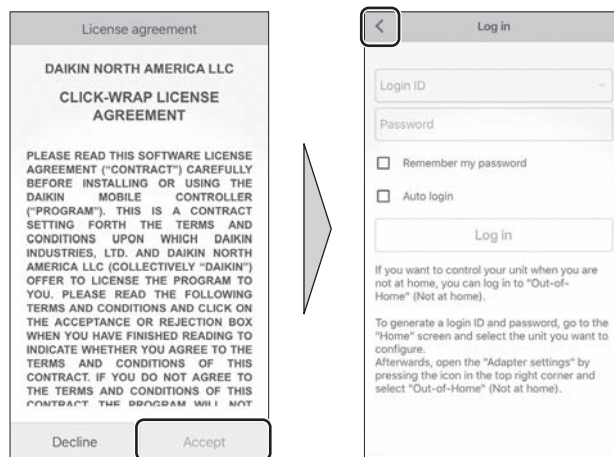 License agreement
DAIKIN NORTH AMERICA LLC
CLICK-WRAP LICENSE
AGREEMENT
PLEASE READ THIS SOFTWARE LICENSE
AGREEMENT ("CONTRACT") CAREFULLY
BEFORE INSTALLING OR USING THE
DAIKIN MOBILE CONTROLLER
("PROGRAM"). THIS IS A CONTRACT
SETTING FORTH THE TERMS AND
CONDITIONS UPON WHICH DAIKIN
INDUSTRIES, LTD. AND DAIKIN NORTH
AMERICA LLC (COLLECTIVELY "DAIKIN")
OFFER TO LICENSE THE PROGRAM TO
YOU. PLEASE READ THE FOLLOWING
TERMS AND CONDITIONS AND CLICK ON
THE ACCEPTANCE OR REJECTION BOX
WHEN YOU HAVE FINISHED READING TO
INDICATE WHETHER YOU AGREE TO THE
TERMS AND CONDITIONS OF THIS
CONTRACT. IF YOU DO NOT AGREE TO
THE TERMS AND CONDITIONS OF THIS
CONTRACT, THE PROGRAM WILL NOT
Decline
Accept
Log in
Login ID
Password
Remember my password
Auto login
Log in
If you want to control your unit when you are
not at home, you can log in to "Out-of-
Home" (Not at home).
To generate a login ID and password, go to the
"Home" screen and select the unit you want to
configure.
Afterwards, open the "Adapter settings" by
pressing the icon in the top right corner and
select "Out-of-Home" (Not at home).